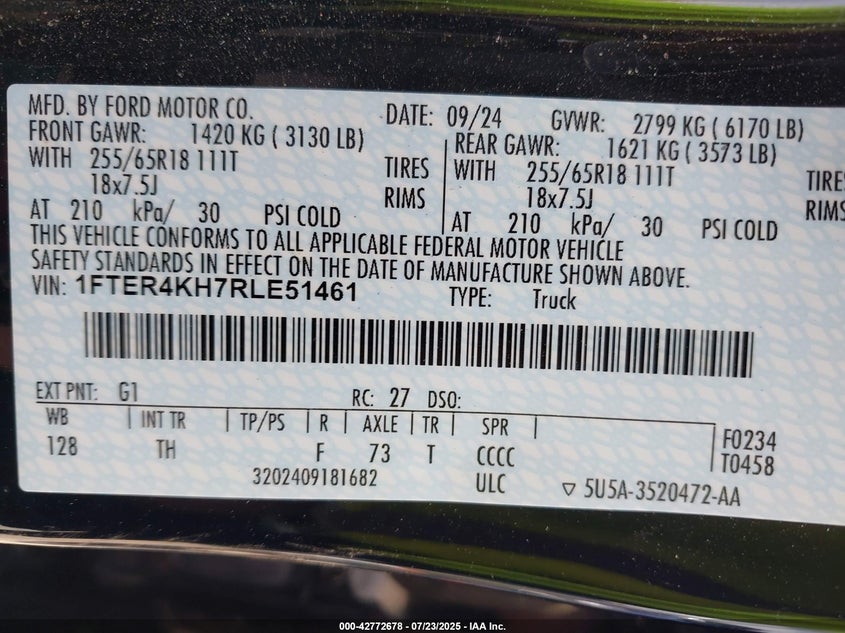 MFD. BY FORD MOTOR CO. DATE: 09/24 GVWR: 2799 KG ( 6170 LB)
FRONT GAWR: 1420 KG ( 3130 LB) REAR GAWR: 1621 KG ( 3573 LB)
WITH 255/65R18 111T TIRES WITH 255/65R18 111T TIRES
18x7.5J RIMS 18x7.5J RIMS
AT 210 kPa/ 30 PSI COLD AT 210 kPa/ 30 PSI COLD
THIS VEHICLE CONFORMS TO ALL APPLICABLE FEDERAL MOTOR VEHICLE
SAFETY STANDARDS IN EFFECT ON THE DATE OF MANUFACTURE SHOWN ABOVE.
VIN: 1FTER4KH7RLE51461 TYPE: Truck
EXT PNT: G1 RC: 27 DSO:
WB INT TR TP/PS R AXLE TR SPR F0234
128 TH F 73 T CCCC T0458
3202409181682 ULC ▽ 5U5A-3520472-AA
000-42772678 - 07/23/2025 - IAA Inc.